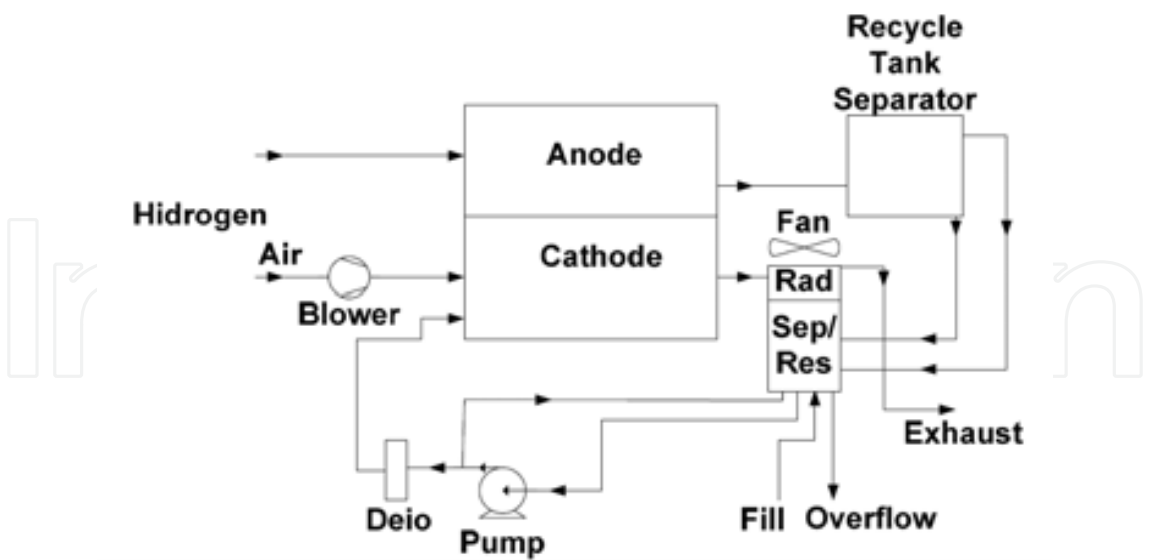 Recycle
Tank
Separator
Anode
Hidrogen
Fan
Air
Cathode
Rad
Blower
Sep/
Res
Exhaust
Deio
Pump
Fill
Overflow